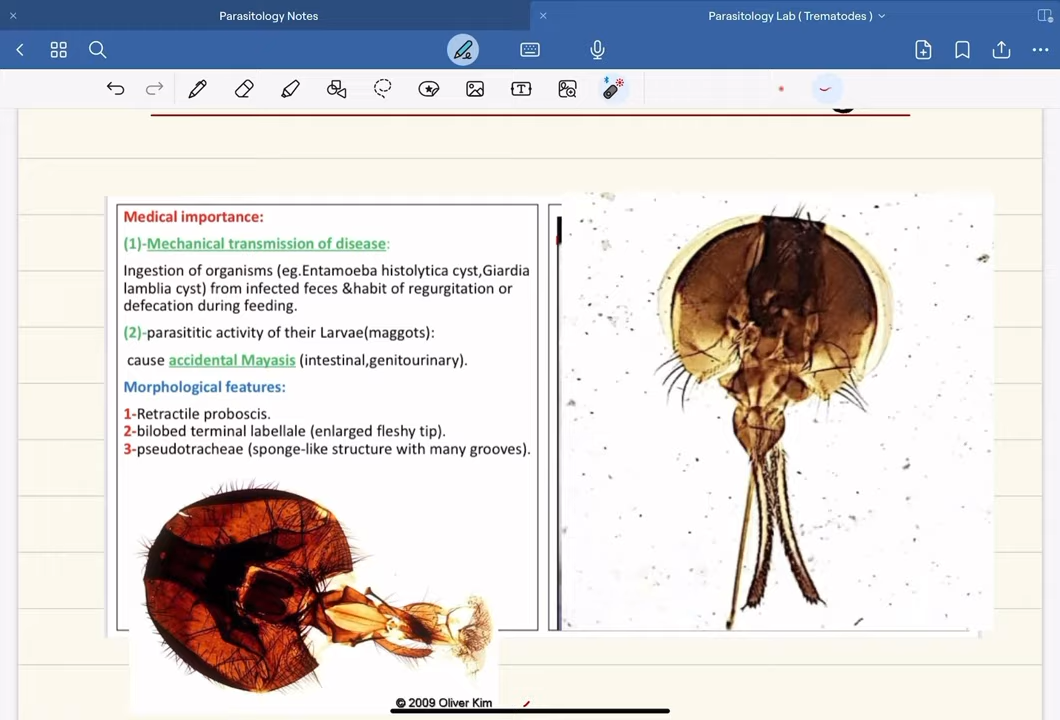 Parasitology Notes
Parasitology Lab ( Trematodes )
Medical importance:
(1)-Mechanical transmission of disease:
Ingestion of organisms (eg.Entamoeba histolytica cyst,Giardia
lamblia cyst) from infected feces &habit of regurgitation or
defecation during feeding.
(2)-parasititic activity of their Larvae(maggots):
cause accidental Mayasis (intestinal,genitourinary).
Morphological features:
1-Retractile proboscis.
2-bilobed terminal labellale (enlarged fleshy tip).
3-pseudotracheae (sponge-like structure with many grooves).
© 2009 Oliver Kim